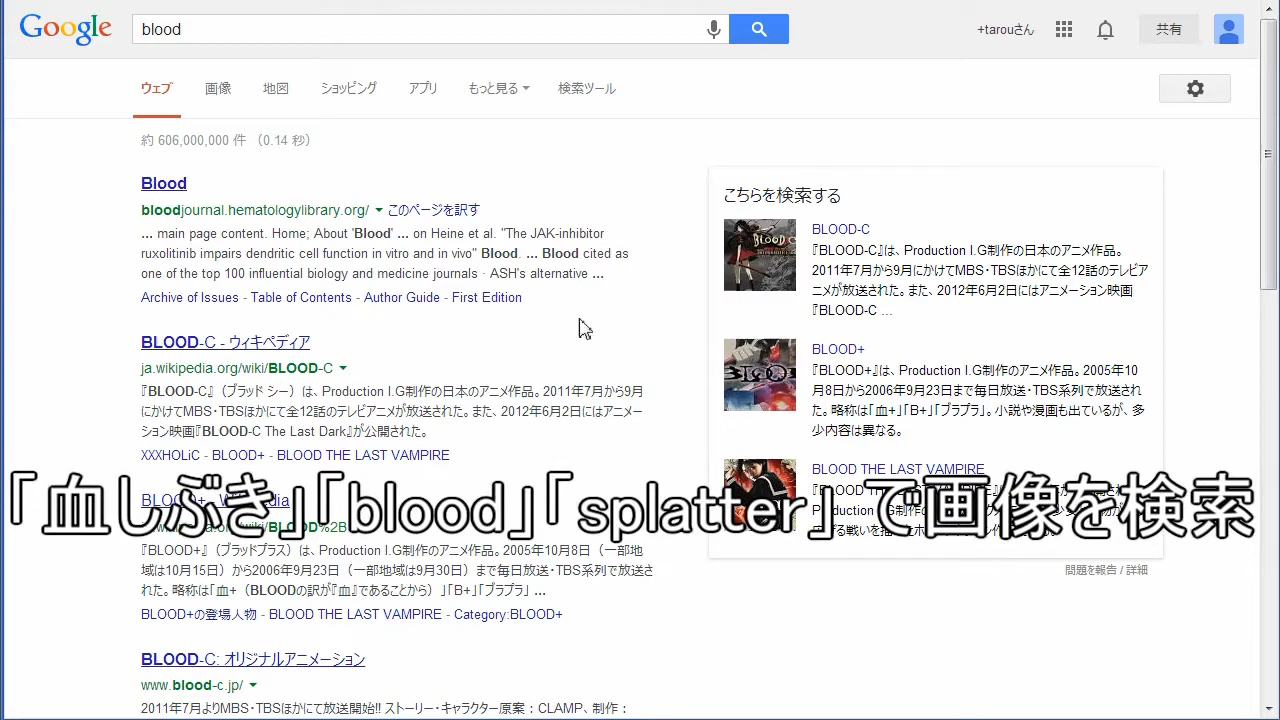 Google
blood
+tarouさん
共有
ウェブ 画像 地図 ショッピング アプリ もっと見る 検索ツール
約 606,000,000 件 （0.14 秒）
Blood
bloodjournal.hematologylibrary.org/ このページを訳す
... main page content. Home; About 'Blood' ... on Heine et al. "The JAK-inhibitor
ruxolitinib impairs dendritic cell function in vitro and in vivo" Blood. ... Blood cited as
one of the top 100 influential biology and medicine journals · ASH's alternative ...
Archive of Issues - Table of Contents - Author Guide - First Edition
BLOOD-C - ウィキペディア
ja.wikipedia.org/wiki/BLOOD-C
『BLOOD-C』（ブラッド シー）は、Production I.G制作の日本のアニメ作品。2011年7月から9月
にかけてMBS・TBSほかにて全12話のテレビアニメが放送された。また、2012年6月2日にはアニメー
ション映画『BLOOD-C The Last Dark』が公開された。
XXXHOLiC - BLOOD+ - BLOOD THE LAST VAMPIRE
『BLOOD+』（ブラッドプラス）は、Production I.G制作のアニメ作品。2005年10月8日（一部地
域は10月15日）から2006年9月23日（一部地域は9月30日）まで毎日放送・TBS系列で放送さ
れた。略称は「血+（BLOODの訳が『血』であることから）」「B+」「ブラプラ」 ...
BLOOD+の登場人物 - BLOOD THE LAST VAMPIRE - Category:BLOOD+
BLOOD-C: オリジナルアニメーション
www.blood-c.jp/
2011年7月よりMBS・TBSほかにて放送開始!! ストーリー・キャラクター原案：CLAMP、制作：
こちらを検索する
BLOOD-C
『BLOOD-C』は、Production I.G制作の日本のアニメ作品。
2011年7月から9月にかけてMBS・TBSほかにて全12話のテレビア
ニメが放送された。また、2012年6月2日にはアニメーション映画
『BLOOD-C ...
BLOOD+
『BLOOD+』は、Production I.G制作のアニメ作品。2005年10
月8日から2006年9月23日まで毎日放送・TBS系列で放送され
た。略称は「血+」「B+」「ブラプラ」。小説や漫画も出ているが、多
少内容は異なる。
BLOOD THE LAST VAMPIRE
問題を報告 / 詳細
「血しぶき」「blood」「splatter」で画像を検索